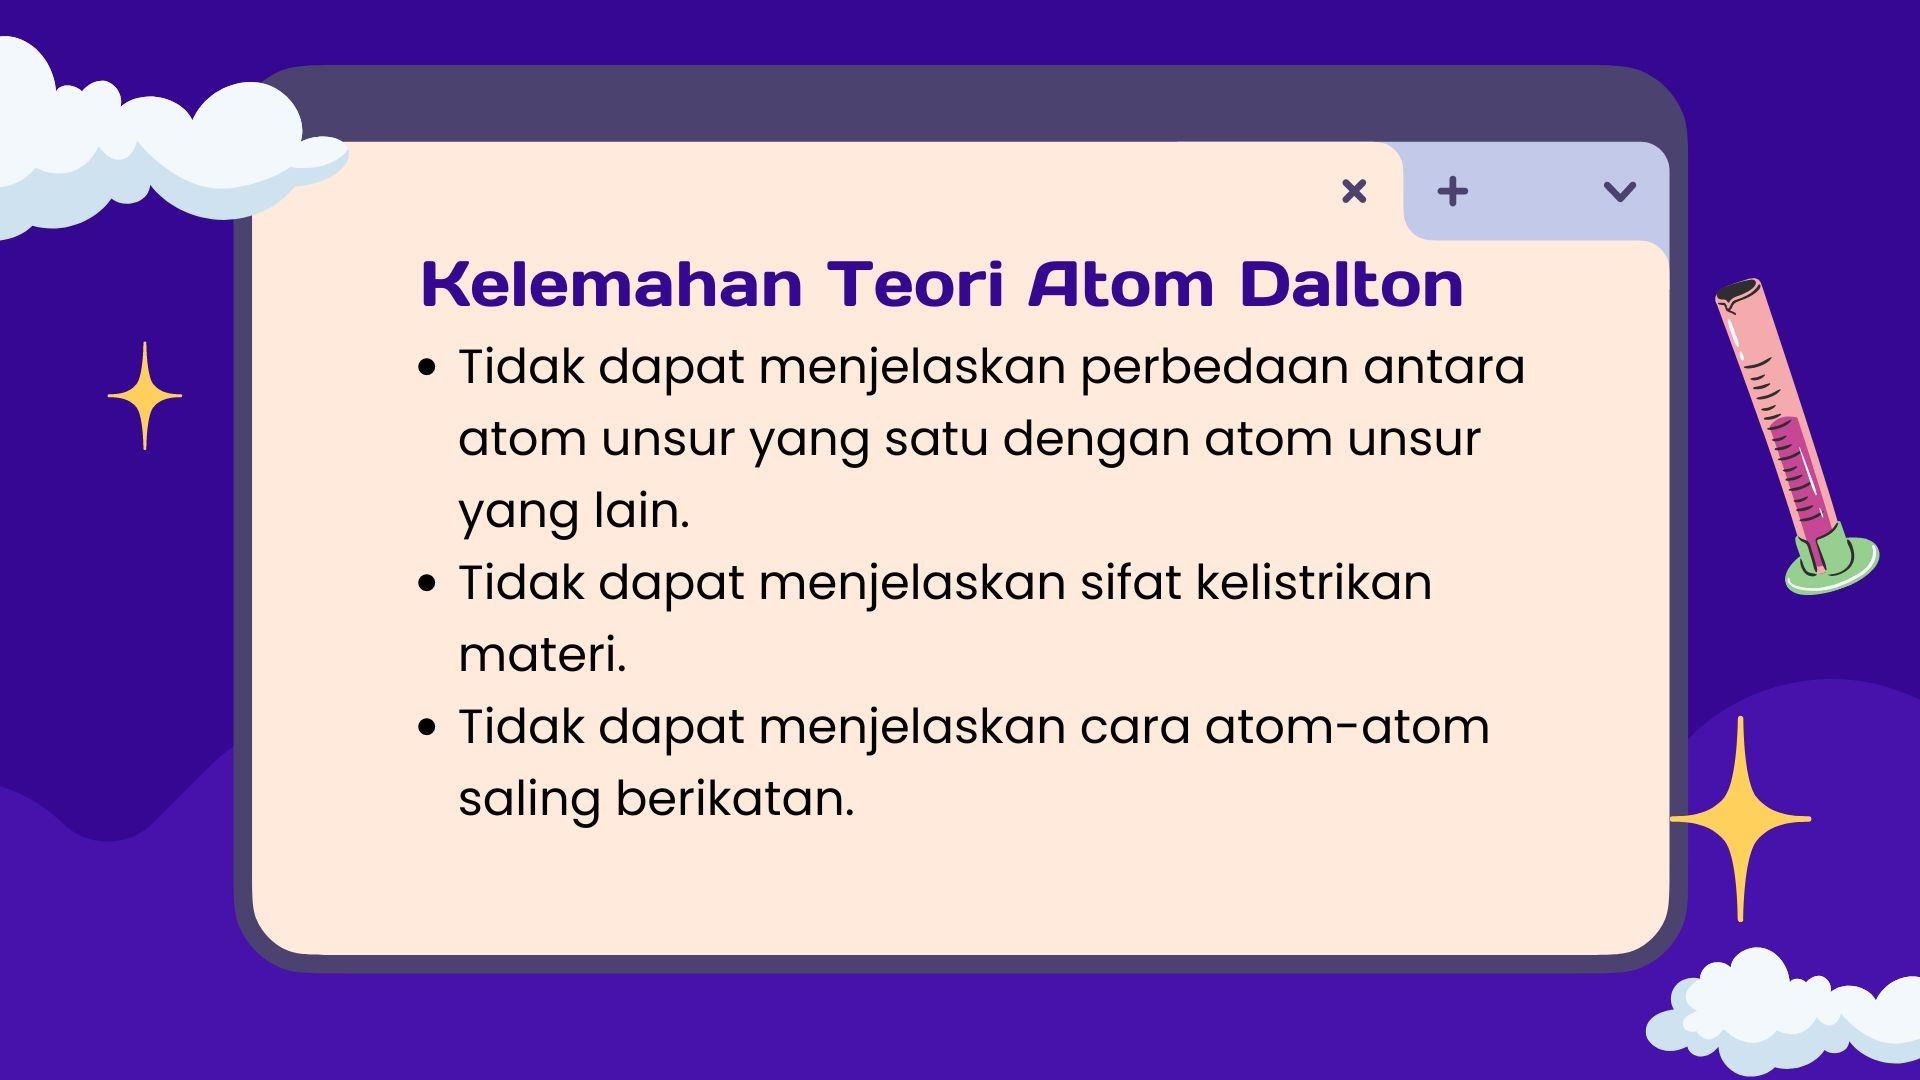 Kelemahan Teori Atom Dalton
• Tidak dapat menjelaskan perbedaan antara
atom unsur yang satu dengan atom unsur
yang lain.
• Tidak dapat menjelaskan sifat kelistrikan
materi.
• Tidak dapat menjelaskan cara atom-atom
saling berikatan.